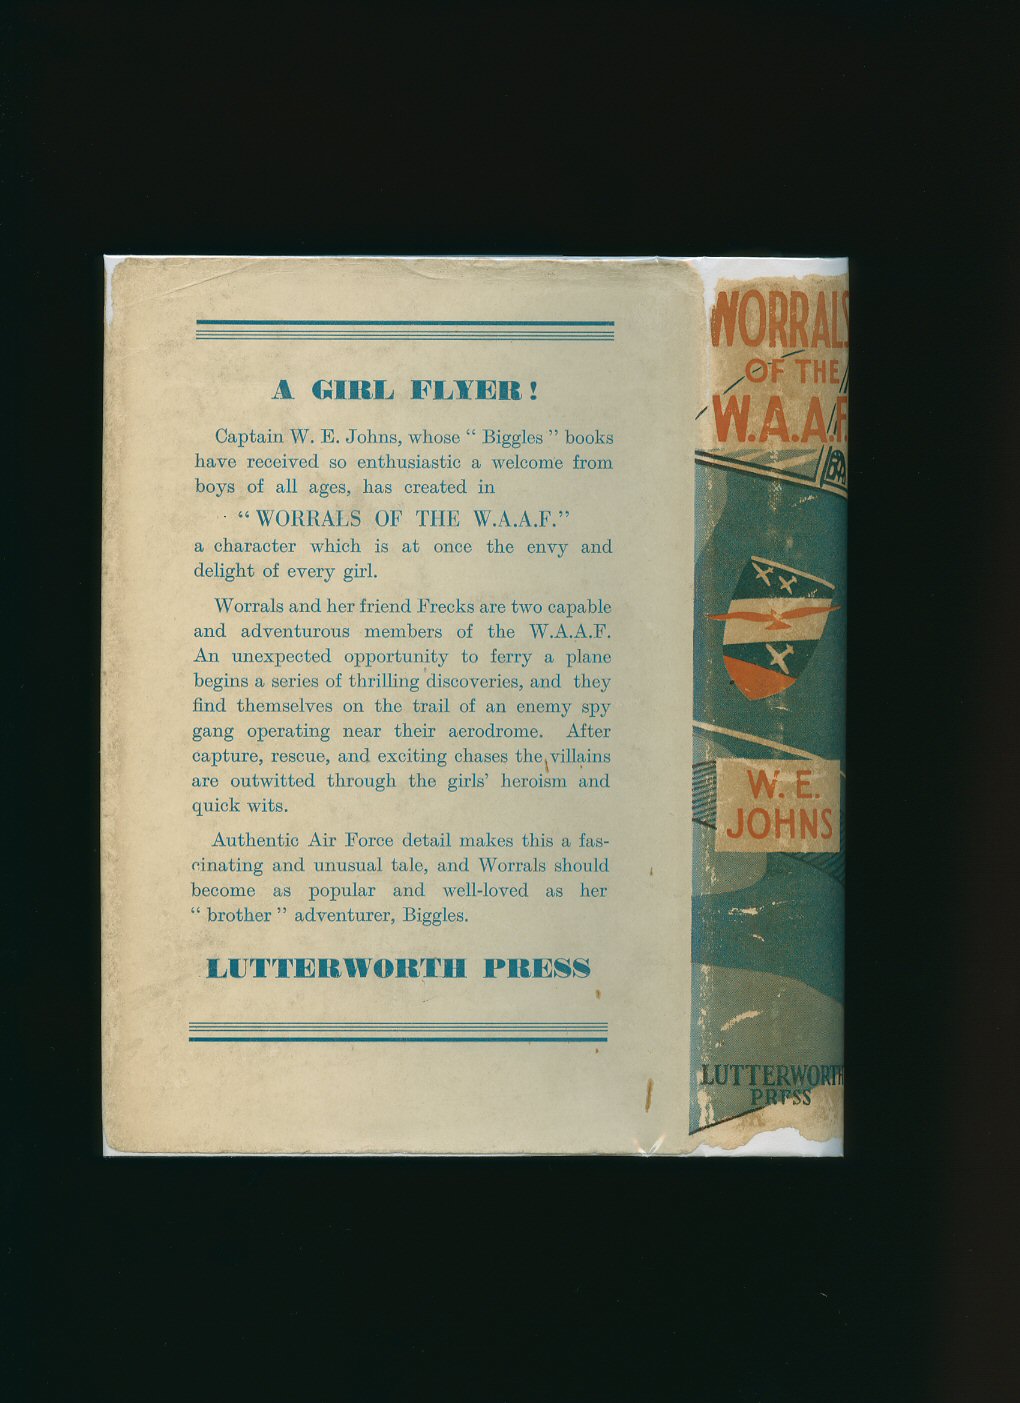 A GIRL FLYER!
Captain W. E. Johns, whose “ Biggles ” books
have received so enthusiastic a welcome from
boys of all ages, has created in
“ WORRALS OF THE W.A.A.F.”
a character which is at once the envy and
delight of every girl.
Worrals and her friend Frecks are two capable
and adventurous members of the W.A.A.F.
An unexpected opportunity to ferry a plane
begins a series of thrilling discoveries, and they
find themselves on the trail of an enemy spy
gang operating near their aerodrome. After
capture, rescue, and exciting chases the villains
are outwitted through the girls’ heroism and
quick wits.
Authentic Air Force detail makes this a fas-
cinating and unusual tale, and Worrals should
become as popular and well-loved as her
“ brother ” adventurer, Biggles.
LUTTERWORTH PRESS
WORRALS
OF THE
W.A.A.F.
W. E.
JOHNS
LUTTERWORTH
PRESS